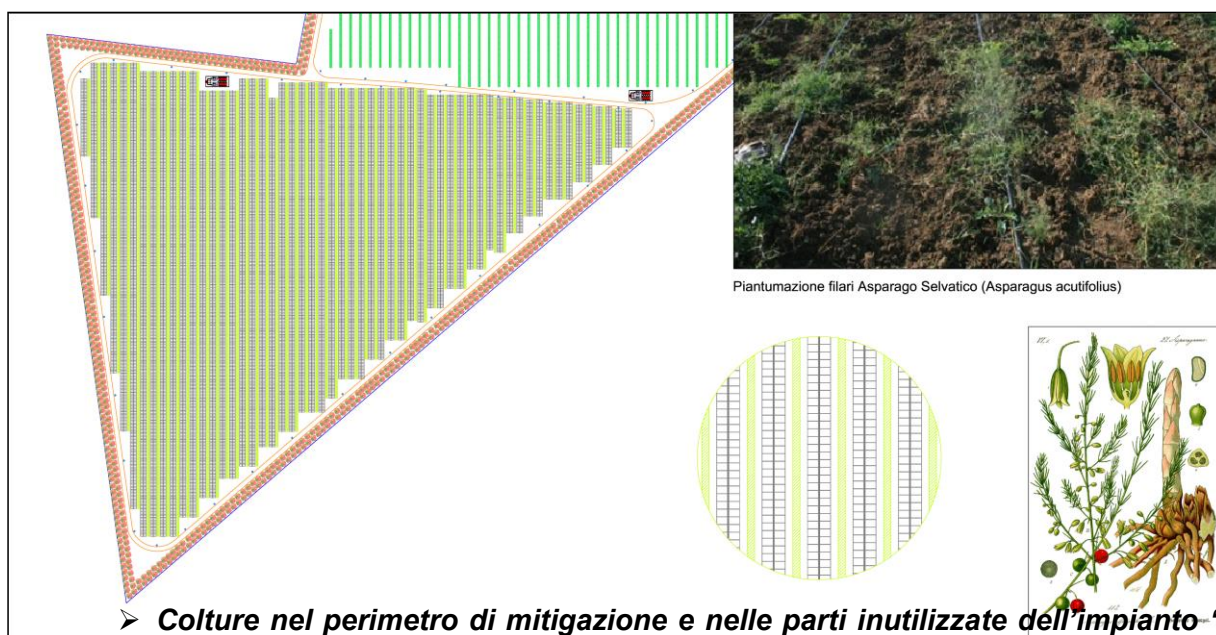 Piantumazione filari Asparago Selvatico (Asparagus acutifolius)
➢ Colture nel perimetro di mitigazione e nelle parti inutilizzate dell'impianto "